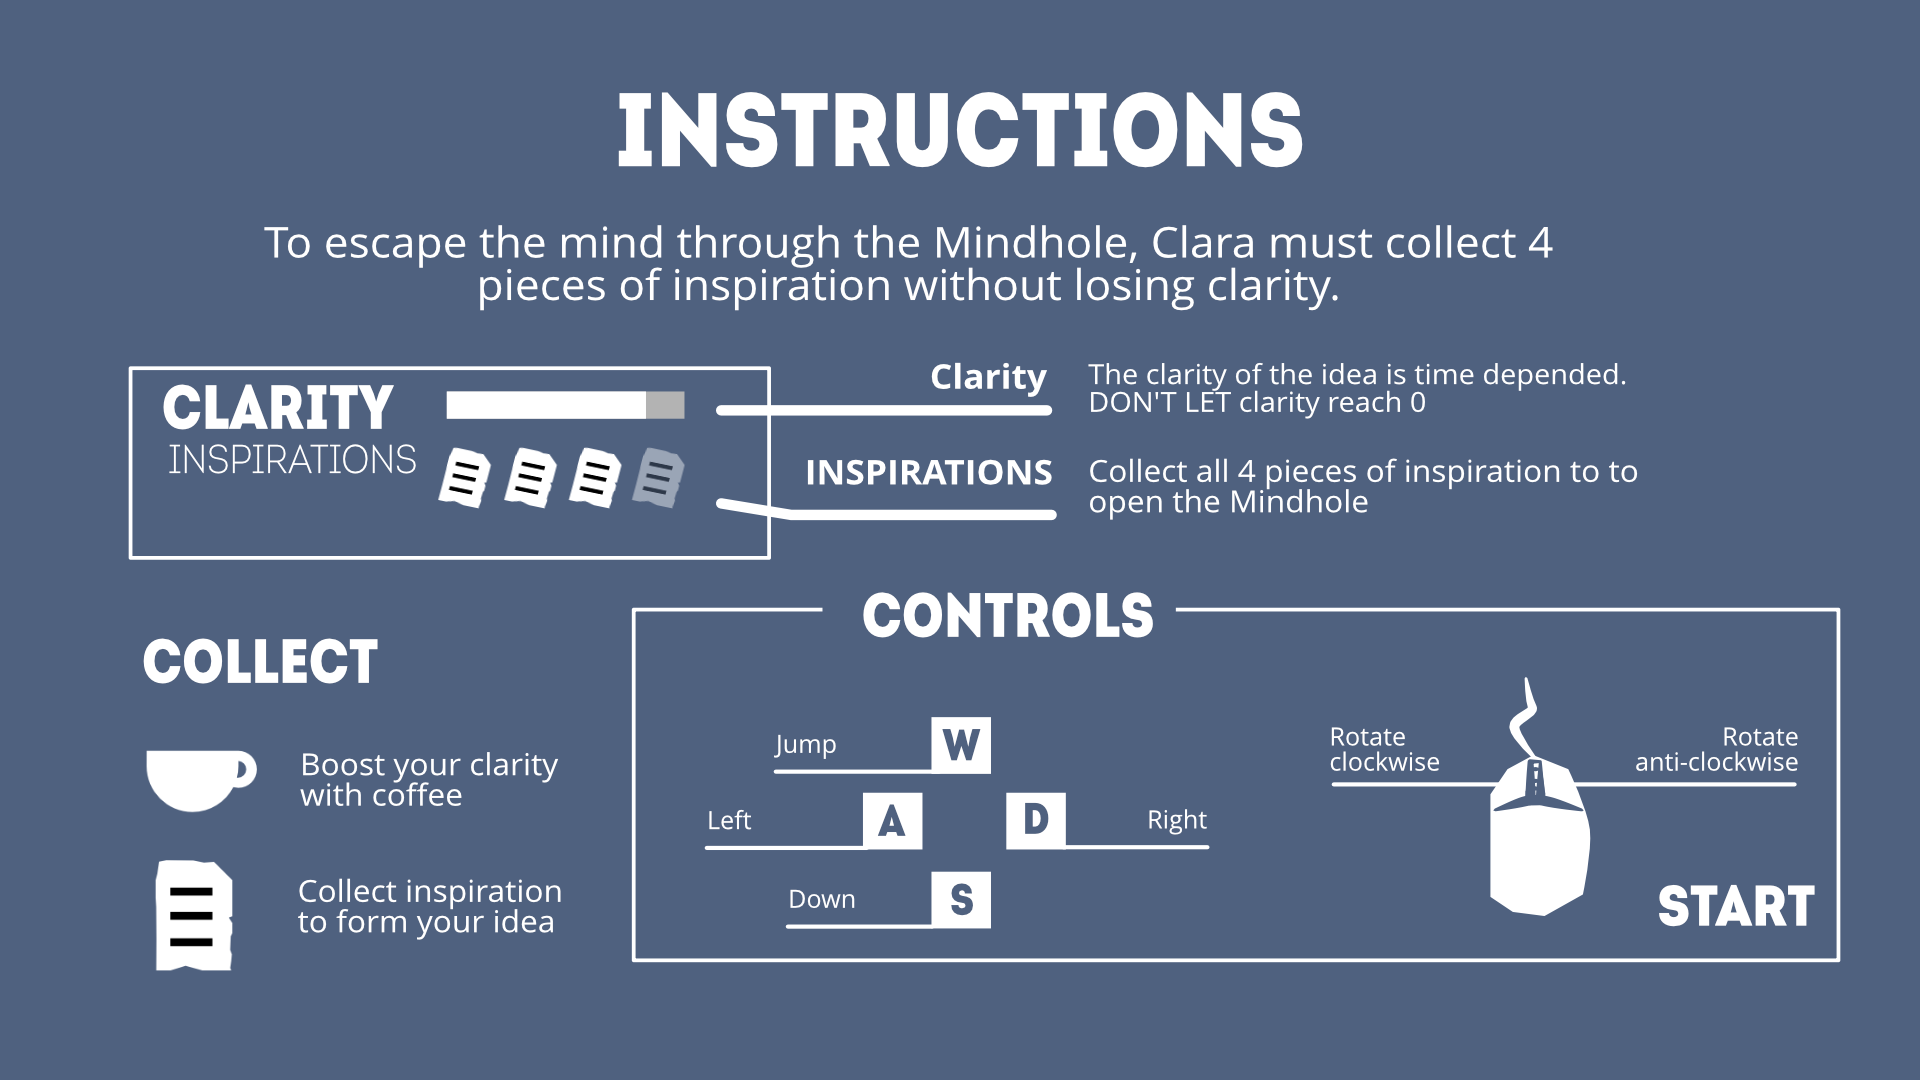 INSTRUCTIONS
To escape the mind through the Mindhole, Clara must collect 4
pieces of inspiration without losing clarity.
CLARITY
INSPIRATIONS
Clarity
The clarity of the idea is time depended.
DON'T LET clarity reach 0
INSPIRATIONS
Collect all 4 pieces of inspiration to to
open the Mindhole
COLLECT
Boost your clarity
with coffee
Collect inspiration
to form your idea
CONTROLS
Jump
W
Left
A
D
Right
Down
S
Rotate
clockwise
Rotate
anti-clockwise
START